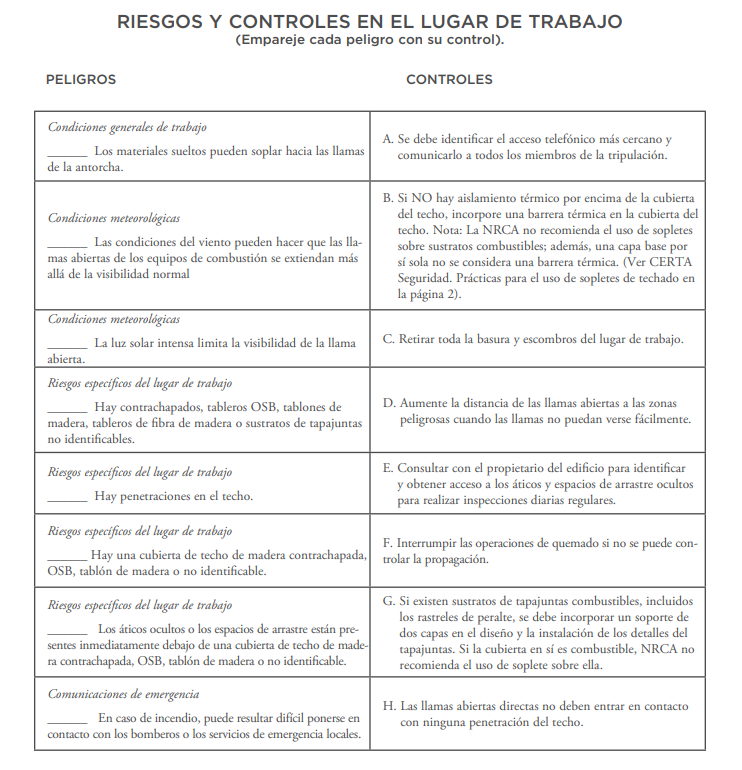 RIESGOS Y CONTROLES EN EL LUGAR DE TRABAJO
(Empareje cada peligro con su control).
PELIGROS
CONTROLES
Condiciones generales de trabajo
______ Los materiales sueltos pueden soplar hacia las llamas
de la antorcha.
A. Se debe identificar el acceso telefónico más cercano y
comunicarlo a todos los miembros de la tripulación.
Condiciones meteorológicas
______ Las condiciones del viento pueden hacer que las lla-
mas abiertas de los equipos de combustión se extiendan más
allá de la visibilidad normal
B. Si NO hay aislamiento térmico por encima de la cubierta
del techo, incorpore una barrera térmica en la cubierta del
techo. Nota: La NRCA no recomienda el uso de sopletes
sobre sustratos combustibles; además, una capa base por
sí sola no se considera una barrera térmica. (Ver CERTA
Seguridad. Prácticas para el uso de sopletes de techado en
la página 2).
Condiciones meteorológicas
______ La luz solar intensa limita la visibilidad de la llama
abierta.
C. Retirar toda la basura y escombros del lugar de trabajo.
Riesgos específicos del lugar de trabajo
______ Hay contrachapados, tableros OSB, tablones de
madera, tableros de fibra de madera o sustratos de tapajuntas
no identificables.
D. Aumente la distancia de las llamas abiertas a las zonas
peligrosas cuando las llamas no puedan verse fácilmente.
Riesgos específicos del lugar de trabajo
______ Hay penetraciones en el techo.
E. Consultar con el propietario del edificio para identificar
y obtener acceso a los áticos y espacios de arrastre ocultos
para realizar inspecciones diarias regulares.
Riesgos específicos del lugar de trabajo
______ Hay una cubierta de techo de madera contrachapada,
OSB, tablón de madera o no identificable.
F. Interrumpir las operaciones de quemado si no se puede con-
trolar la propagación.
Riesgos específicos del lugar de trabajo
______ Los áticos ocultos o los espacios de arrastre están pre-
sentes inmediatamente debajo de una cubierta de techo de made-
ra contrachapada, OSB, tablón de madera o no identificable.
G. Si existen sustratos de tapajuntas combustibles, incluidos
los rastreles de peralte, se debe incorporar un soporte de
dos capas en el diseño y la instalación de los detalles del
tapajuntas. Si la cubierta en sí es combustible, NRCA no
recomienda el uso de soplete sobre ella.
Comunicaciones de emergencia
______ En caso de incendio, puede resultar difícil ponerse en
contacto con los bomberos o los servicios de emergencia locales.
H. Las llamas abiertas directas no deben entrar en contacto
con ninguna penetración del techo.